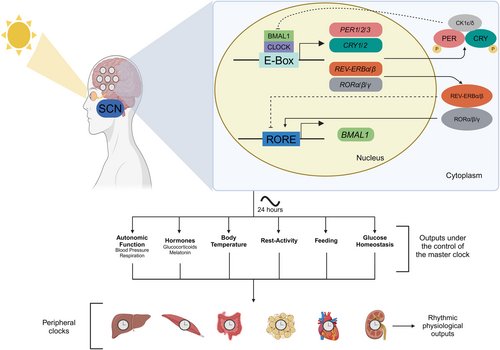 BMAL1
CLOCK
E-Box
PER1/2/3
CRY1/2
REV-ERBα/β
RORα/β/γ
CK1ε/δ
PER
CRY
P
P
REV-ERBα/β
RORα/β/γ
RORE
BMAL1
Nucleus
Cytoplasm
SCN
24 hours
Autonomic
Function
Blood Pressure
Respiration
Hormones
Glucocorticoids
Melatonin
Body
Temperature
Rest-Activity
Feeding
Glucose
Homeostasis
Outputs under
the control of
the master clock
Peripheral
clocks
Rhythmic
physiological
outputs